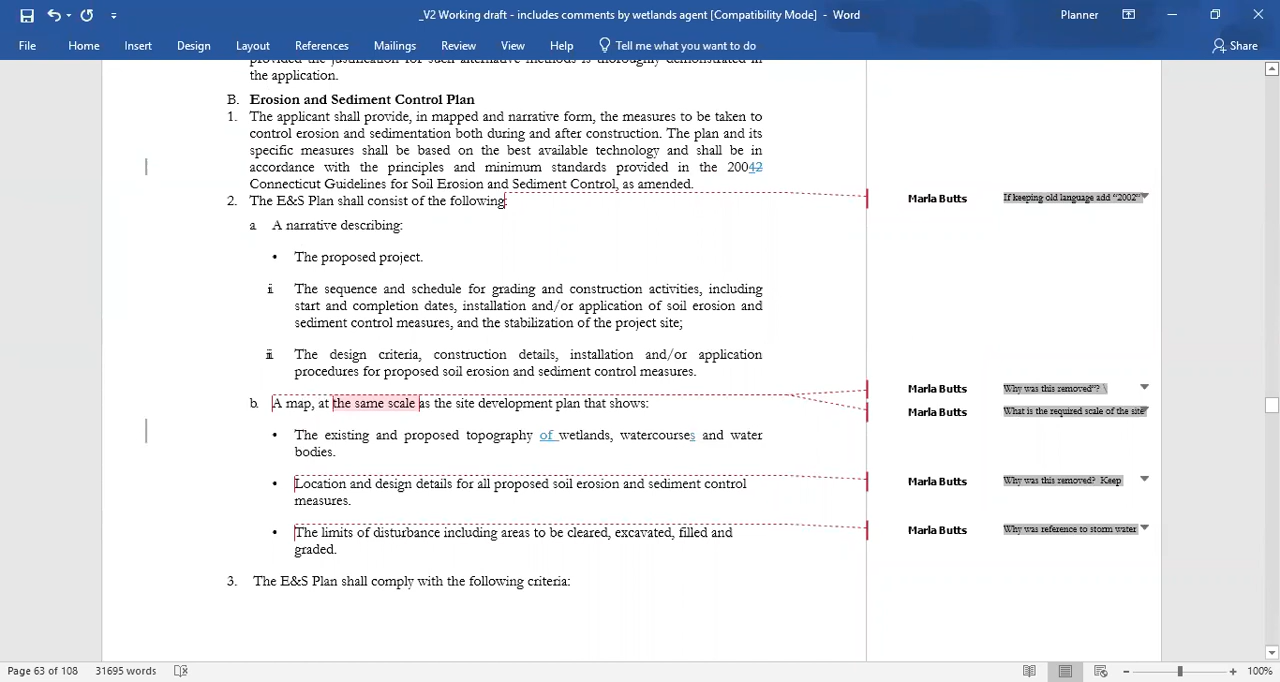 _V2 Working draft - includes comments by wetlands agent [Compatibility Mode] - Word
Planner
File Home Insert Design Layout References Mailings Review View Help Tell me what you want to do Share
provided the justification for such alternative methods is thoroughly demonstrated in
the application.
B. Erosion and Sediment Control Plan
1. The applicant shall provide, in mapped and narrative form, the measures to be taken to
control erosion and sedimentation both during and after construction. The plan and its
specific measures shall be based on the best available technology and shall be in
accordance with the principles and minimum standards provided in the 20042
Connecticut Guidelines for Soil Erosion and Sediment Control, as amended.
2. The E&S Plan shall consist of the following:
Marla Butts If keeping old language add "2002"
a. A narrative describing:
• The proposed project.
ii. The sequence and schedule for grading and construction activities, including
start and completion dates, installation and/or application of soil erosion and
sediment control measures, and the stabilization of the project site;
iii. The design criteria, construction details, installation and/or application
procedures for proposed soil erosion and sediment control measures.
Marla Butts Why was this removed"? \
b. A map, at the same scale as the site development plan that shows:
Marla Butts What is the required scale of the site
• The existing and proposed topography of wetlands, watercourses and water
bodies.
• Location and design details for all proposed soil erosion and sediment control
measures.
Marla Butts Why was this removed? Keep
• The limits of disturbance including areas to be cleared, excavated, filled and
graded.
Marla Butts Why was reference to storm water
3. The E&S Plan shall comply with the following criteria:
Page 63 of 108 31695 words 100%